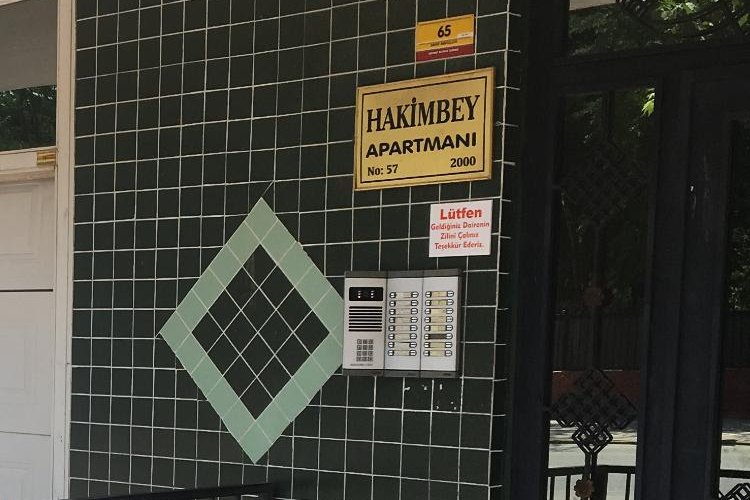 65
HAKİMBEY
APARTMANI
No: 57 2000
Lütfen
Geldiğiniz Dairenin
Zilini Çalınız
Teşekkür Ederiz.